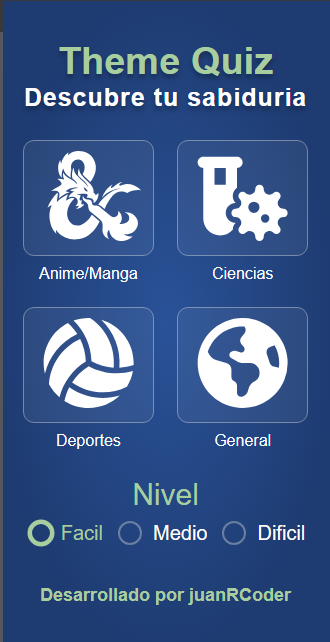 Theme Quiz
Descubre tu sabiduria
Anime/Manga
Ciencias
Deportes
General
Nivel
Facil Medio Dificil
Desarrollado por juanRCoder